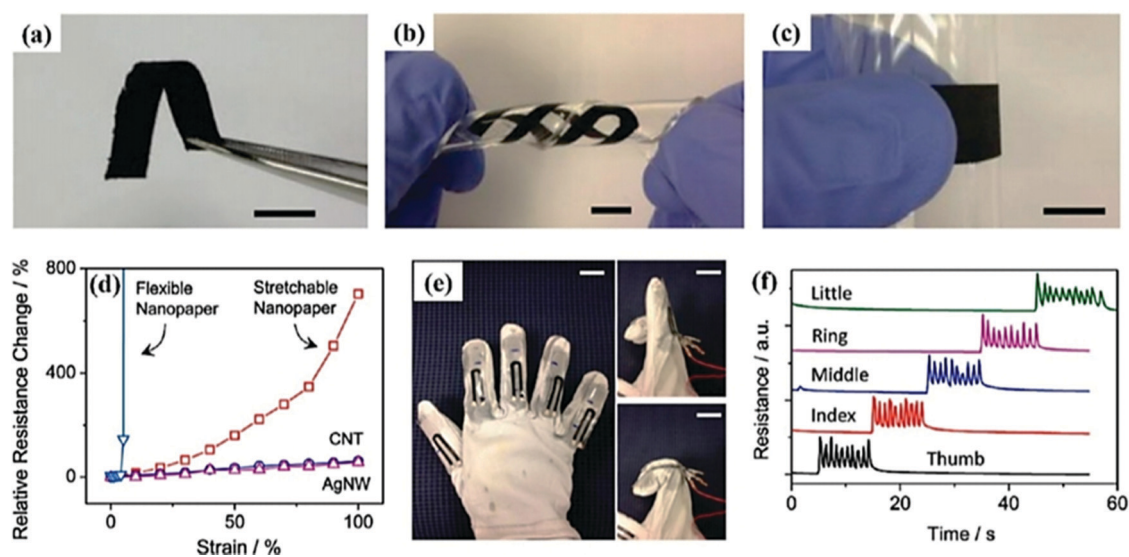 (a)
(b)
(c)
(d)
Relative Resistance Change / %
800
400
0
Flexible
Nanopaper
Stretchable
Nanopaper
CNT
AgNW
0
50
100
Strain / %
(e)
(f)
Resistance / a.u.
Little
Ring
Middle
Index
Thumb
0
20
40
60
Time / s